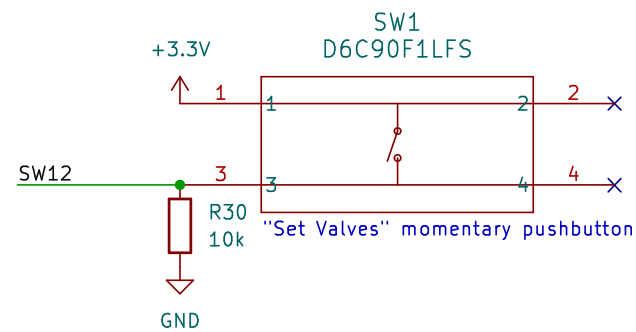 SW1
D6C90F1LFS
+3.3V
1 1 2 2
SW12 3 3 4 4
R30
10k
"Set Valves" momentary pushbutton
GND